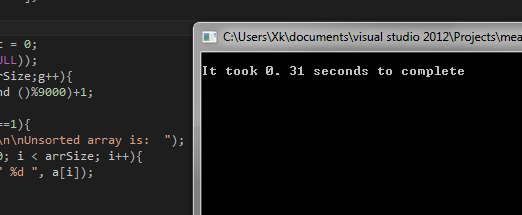 t = 0;
ULL));
rSize;g++){
nd ()%9000)+1;
==1){
\n\nUnsorted array is:  ");
0; i < arrSize; i++){
" %d ", a[i]);
C:\Users\Xk\documents\visual studio 2012\Projects\mea
It took 0. 31 seconds to complete